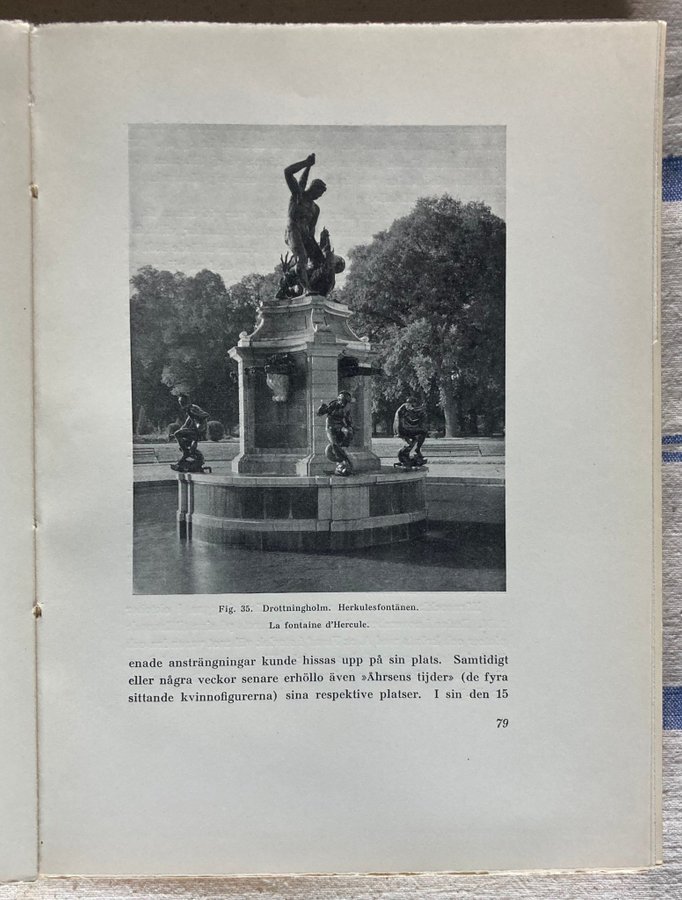 Fig. 35. Drottningholm. Herkulesfontänen.
La fontaine d'Hercule.
enade ansträngningar kunde hissas upp på sin plats. Samtidigt
eller några veckor senare erhöllo även »Åhrsens tijder» (de fyra
sittande kvinnofigurerna) sina respektive platser. I sin den 15
79